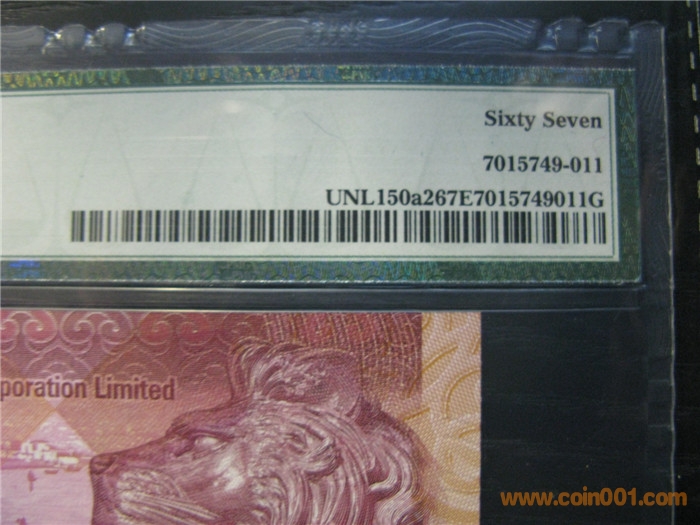 Sixty Seven
7015749-011
UNL150a267E7015749011G
poration Limited
www.coin001.com